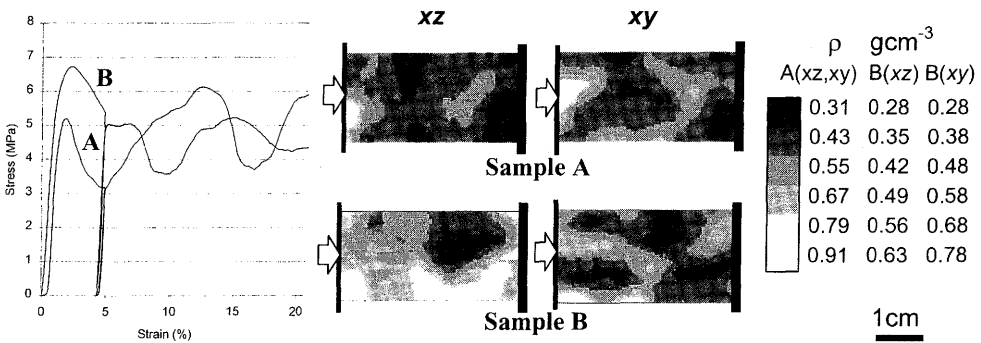 8
7
6
5
4
3
2
1
0
Stress (MPa)
B
A
0 5 10 15 20
Strain (%)
xz xy
Sample A
Sample B
ρ gcm-3
A(xz,xy) B(xz) B(xy)
0.31 0.28 0.28
0.43 0.35 0.38
0.55 0.42 0.48
0.67 0.49 0.58
0.79 0.56 0.68
0.91 0.63 0.78
1cm